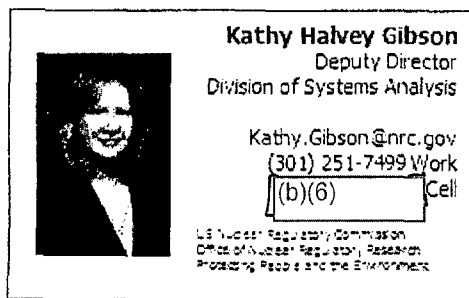 Kathy Halvey Gibson
Deputy Director
Division of Systems Analysis
Kathy.Gibson@nrc.gov
(301) 251-7499 Work
(b)(6) Cell
US Nuclear Regulatory Commission
Office of Nuclear Regulatory Research
Protecting People and the Environment